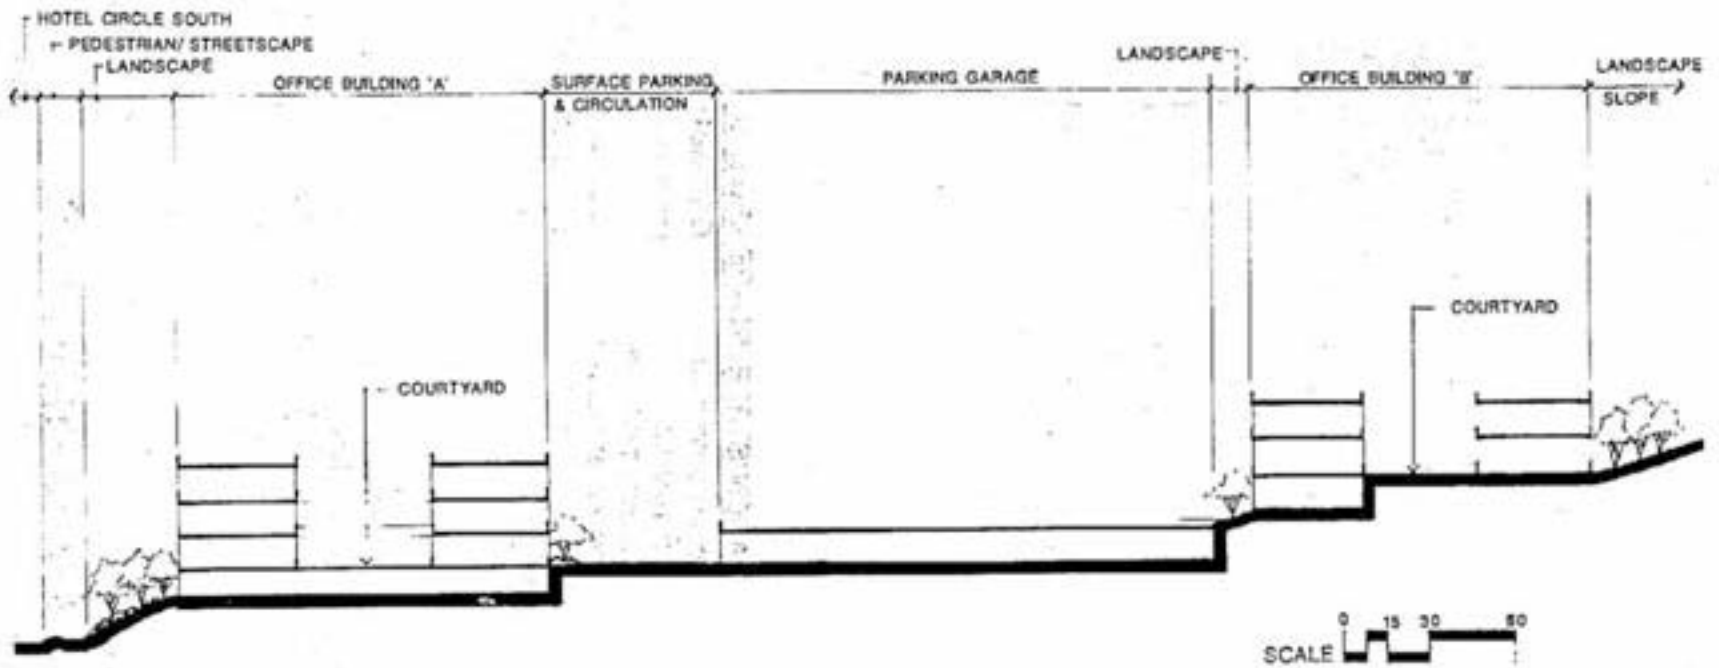 HOTEL CIRCLE SOUTH
PEDESTRIAN/ STREETSCAPE
LANDSCAPE
OFFICE BUILDING 'A'
SURFACE PARKING
& CIRCULATION
PARKING GARAGE
LANDSCAPE
OFFICE BUILDING 'B'
LANDSCAPE
SLOPE
COURTYARD
COURTYARD
SCALE
0 15 30 60